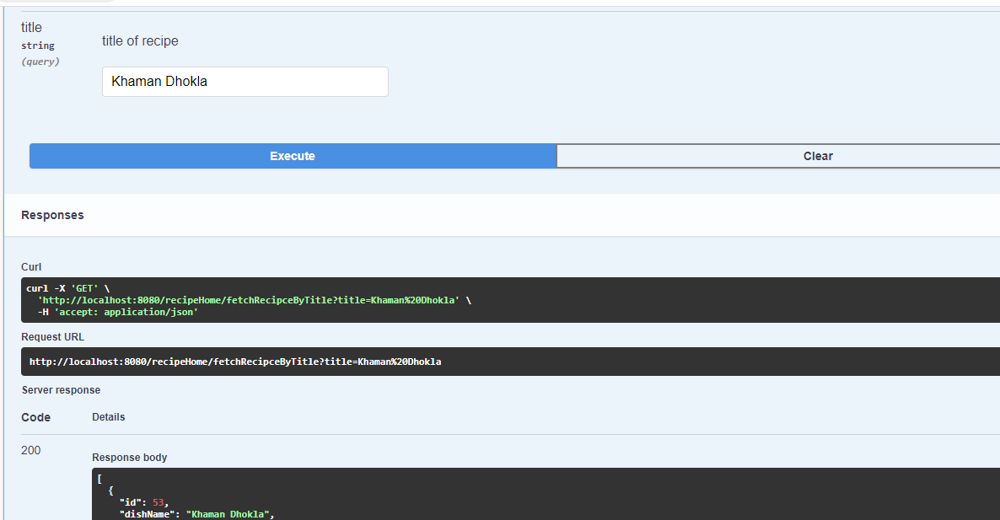 title
string
(query)
title of recipe
Khaman Dhokla
Execute
Clear
Responses
Curl
curl -X 'GET' \
'http://localhost:8080/recipeHome/fetchRecipceByTitle?title=Khaman%20Dhokla' \
-H 'accept: application/json'
Request URL
http://localhost:8080/recipeHome/fetchRecipceByTitle?title=Khaman%20Dhokla
Server response
Code Details
200
Response body
[
{
"id": 53,
"dishName": "Khaman Dhokla",